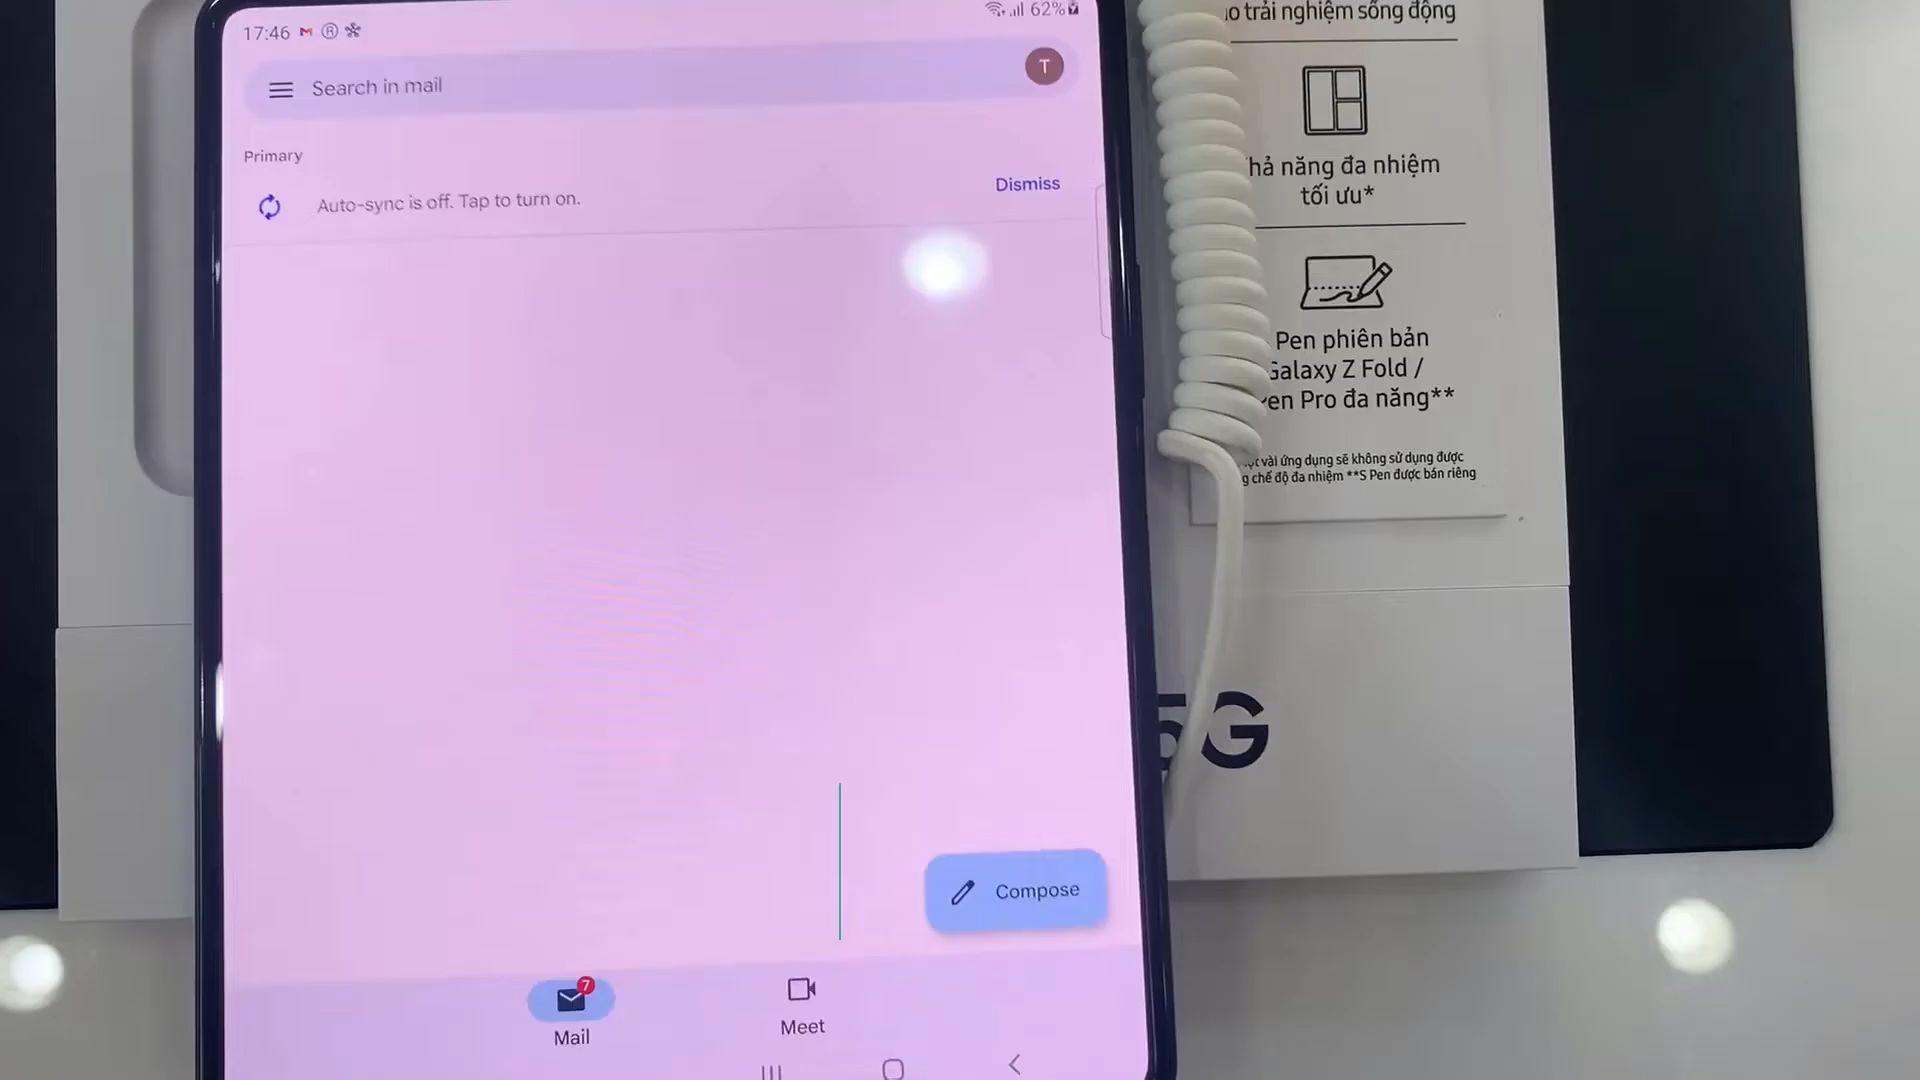 17:46
62%
Search in mail
T
Primary
Auto-sync is off. Tap to turn on.
Dismiss
Compose
7
Mail
Meet
trải nghiệm sống động
năng đa nhiệm
tối ưu*
Pen phiên bản
Galaxy Z Fold /
Pen Pro đa năng**
vài ứng dụng sẽ không sử dụng được
chế độ đa nhiệm **S Pen được bán riêng
5G